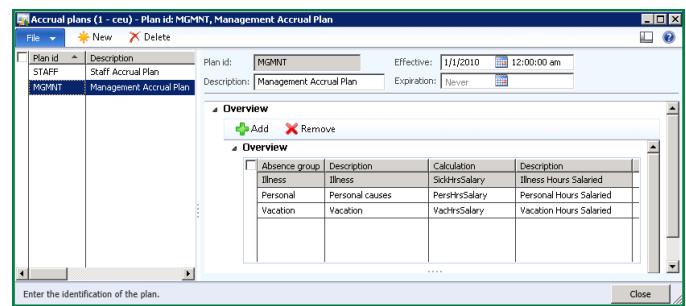 Accrual plans (1 - ceu) - Plan id: MGMNT, Management Accrual Plan
File New Delete
Plan id Description
STAFF Staff Accrual Plan
MGMNT Management Accrual Plan
Plan id: MGMNT Effective: 1/1/2010 12:00:00 am
Description: Management Accrual Plan Expiration: Never
Overview
Add Remove
Overview
Absence group Description Calculation Description
Illness Illness SickHrsSalary Illness Hours Salaried
Personal Personal causes PersHrsSalary Personal Hours Salaried
Vacation Vacation VacHrsSalary Vacation Hours Salaried
Enter the identification of the plan. Close